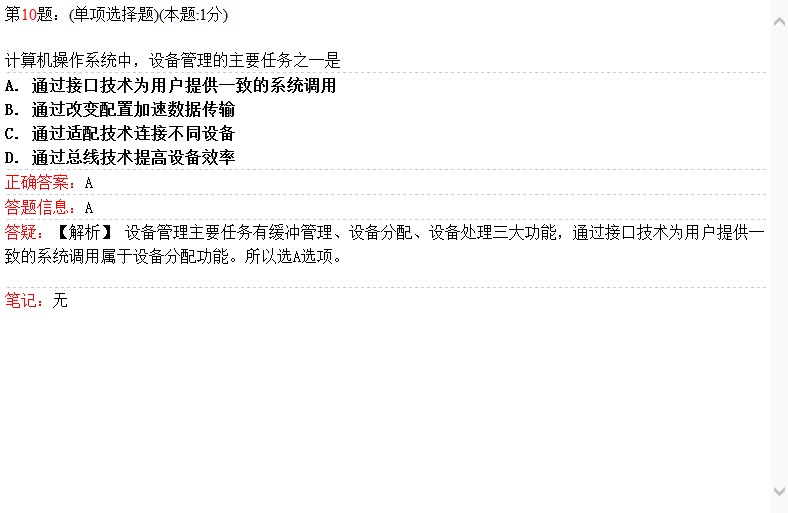 第10题：(单项选择题)(本题:1分)
计算机操作系统中，设备管理的主要任务之一是
A. 通过接口技术为用户提供一致的系统调用
B. 通过改变配置加速数据传输
C. 通过适配技术连接不同设备
D. 通过总线技术提高设备效率
正确答案：A
答题信息：A
答疑：【解析】 设备管理主要任务有缓冲管理、设备分配、设备处理三大功能，通过接口技术为用户提供一
致的系统调用属于设备分配功能。所以选A选项。
笔记：无